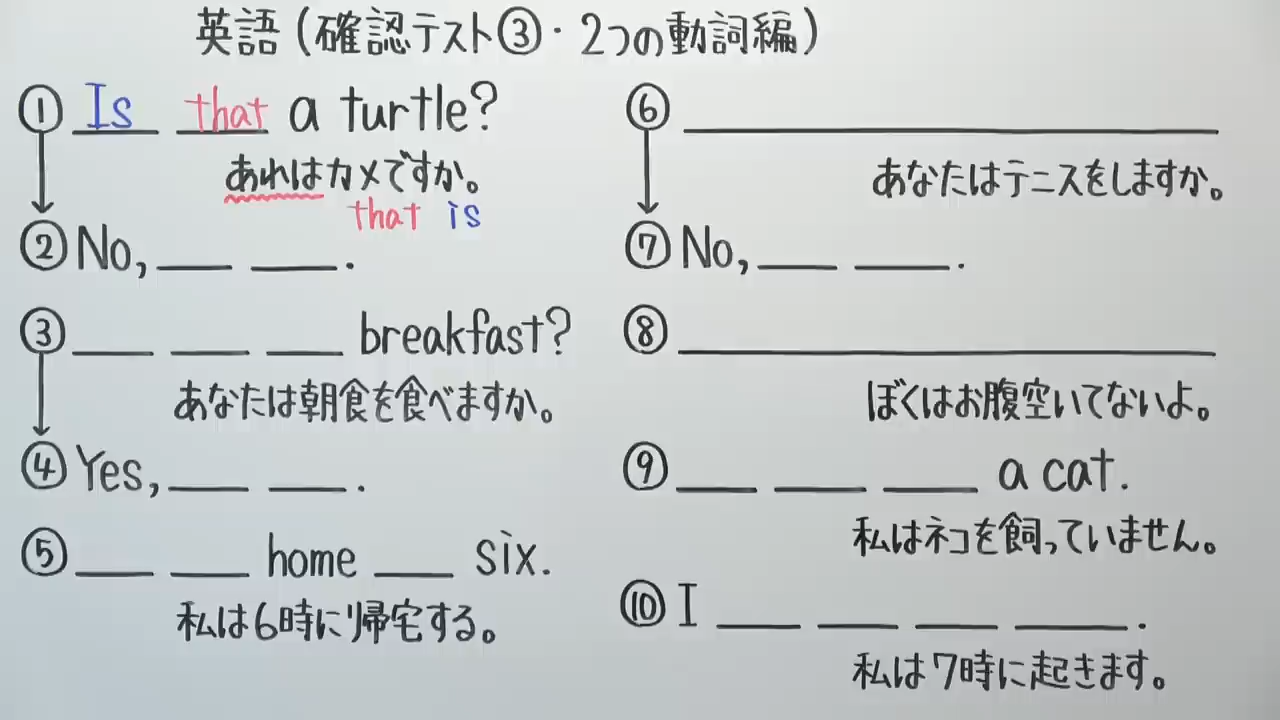 英語(確認テスト③・2つの動詞編)
① Is that a turtle?
あれはカメですか。
that is
② No, ___ ___.
③ ___ ___ ___ breakfast?
あなたは朝食を食べますか。
④ Yes, ___ ___.
⑤ ___ ___ home ___ six.
私は6時に帰宅する。
⑥ ___
あなたはテニスをしますか。
⑦ No, ___ ___.
⑧ ___
ぼくはお腹空いてないよ。
⑨ ___ ___ ___ a cat.
私はネコを飼っていません。
⑩ I ___ ___ ___ ___.
私は7時に起きます。